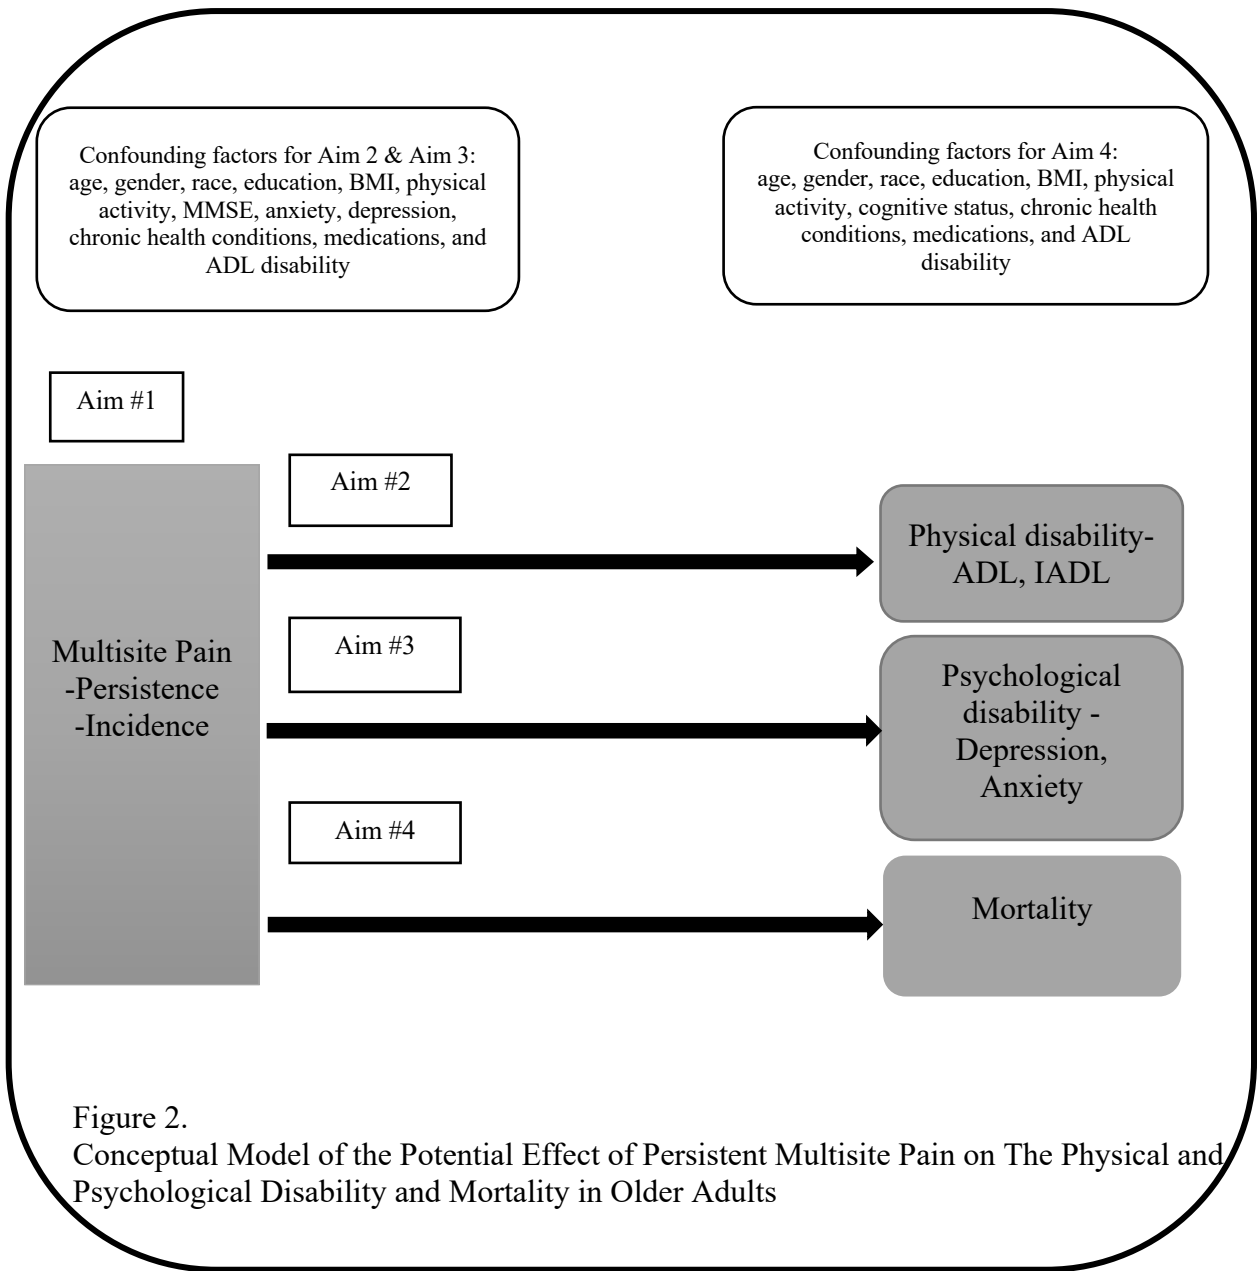 Confounding factors for Aim 2 & Aim 3:
age, gender, race, education, BMI, physical
activity, MMSE, anxiety, depression,
chronic health conditions, medications, and
ADL disability
Confounding factors for Aim 4:
age, gender, race, education, BMI, physical
activity, cognitive status, chronic health
conditions, medications, and ADL
disability
Aim #1
Multisite Pain
-Persistence
-Incidence
Aim #2
Physical disability-
ADL, IADL
Aim #3
Psychological
disability -
Depression,
Anxiety
Aim #4
Mortality
Figure 2.
Conceptual Model of the Potential Effect of Persistent Multisite Pain on The Physical and
Psychological Disability and Mortality in Older Adults